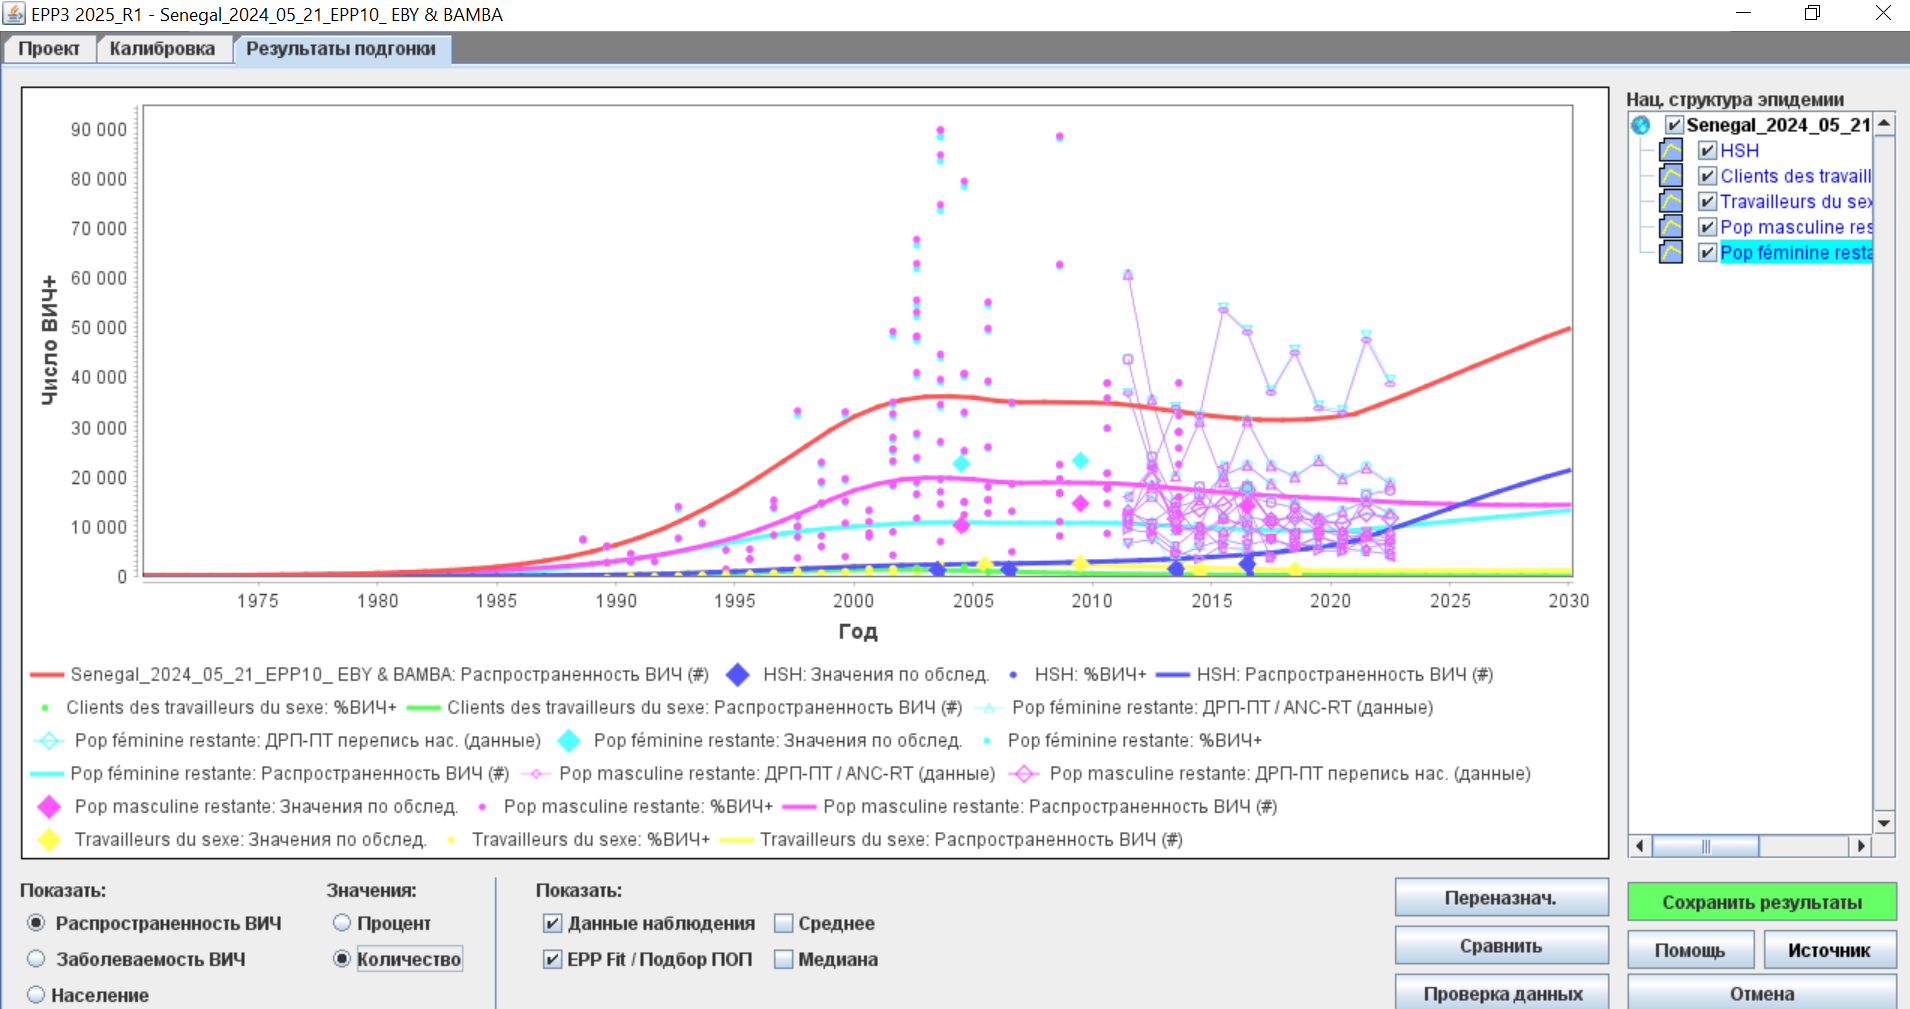 EPP3 2025_R1 - Senegal_2024_05_21_EPP10_ EBY & BAMBA
Проект Калибровка Результаты подгонки
Число ВИЧ+
90 000
80 000
70 000
60 000
50 000
40 000
30 000
20 000
10 000
0
1975 1980 1985 1990 1995 2000 2005 2010 2015 2020 2025 2030
Год
Senegal_2024_05_21_EPP10_ EBY & BAMBA: Распространенность ВИЧ (#) HSH: Значения по обслед. HSH: %ВИЧ+ HSH: Распространенность ВИЧ (#)
Clients des travailleurs du sexe: %ВИЧ+ Clients des travailleurs du sexe: Распространенность ВИЧ (#) Pop féminine restante: ДРП-ПТ / ANC-RT (данные)
Pop féminine restante: ДРП-ПТ перепись нас. (данные) Pop féminine restante: Значения по обслед. Pop féminine restante: %ВИЧ+
Pop féminine restante: Распространенность ВИЧ (#) Pop masculine restante: ДРП-ПТ / ANC-RT (данные) Pop masculine restante: ДРП-ПТ перепись нас. (данные)
Pop masculine restante: Значения по обслед. Pop masculine restante: %ВИЧ+ Pop masculine restante: Распространенность ВИЧ (#)
Travailleurs du sexe: Значения по обслед. Travailleurs du sexe: %ВИЧ+ Travailleurs du sexe: Распространенность ВИЧ (#)
Нац. структура эпидемии
Senegal_2024_05_21
HSH
Clients des travaill
Travailleurs du sex
Pop masculine res
Pop féminine resta
Показать: Значения: Показать:
Распространенность ВИЧ Процент Данные наблюдения Среднее
Заболеваемость ВИЧ Количество EPP Fit / Подбор ПОП Медиана
Население
Переназнач. Сохранить результаты
Сравнить Помощь Источник
Проверка данных Отмена